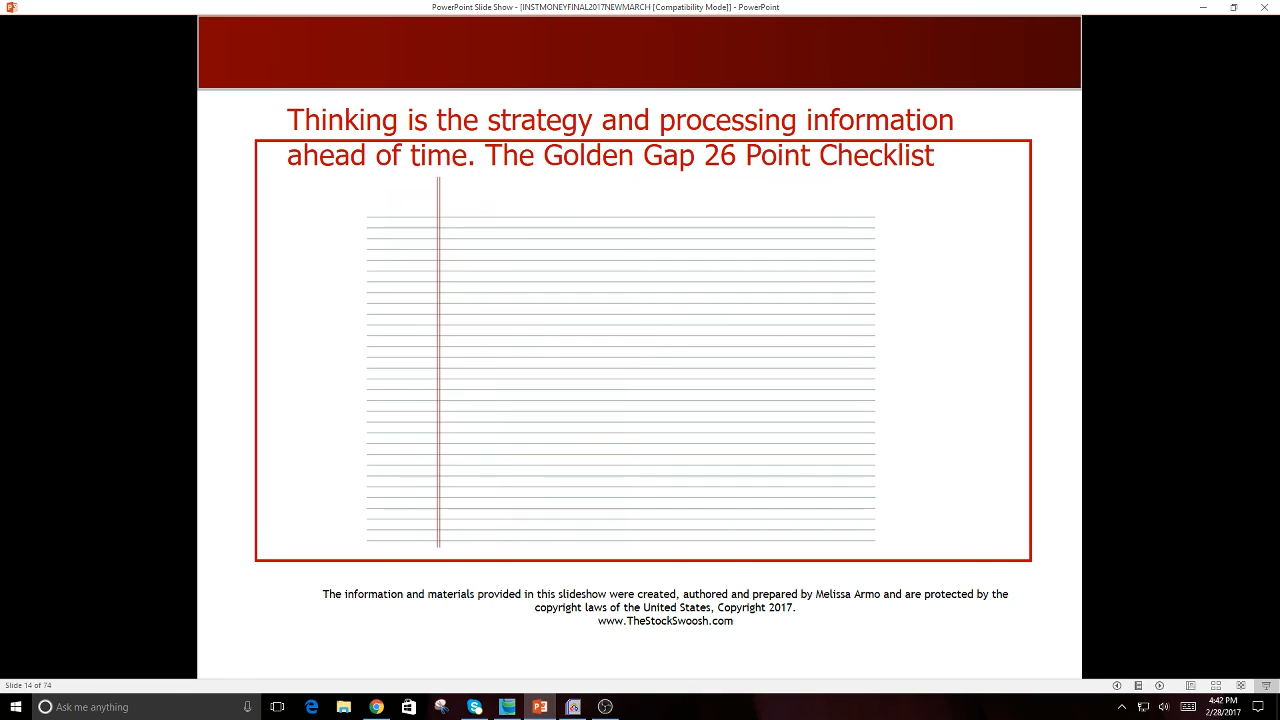 PowerPoint Slide Show - [INSTMONEYFINAL2017NEWMARCH [Compatibility Mode]] - PowerPoint
Thinking is the strategy and processing information
ahead of time. The Golden Gap 26 Point Checklist
The information and materials provided in this slideshow were created, authored and prepared by Melissa Armo and are protected by the
copyright laws of the United States, Copyright 2017.
www.TheStockSwoosh.com
Slide 14 of 74
Ask me anything
4:42 PM
2/28/2017